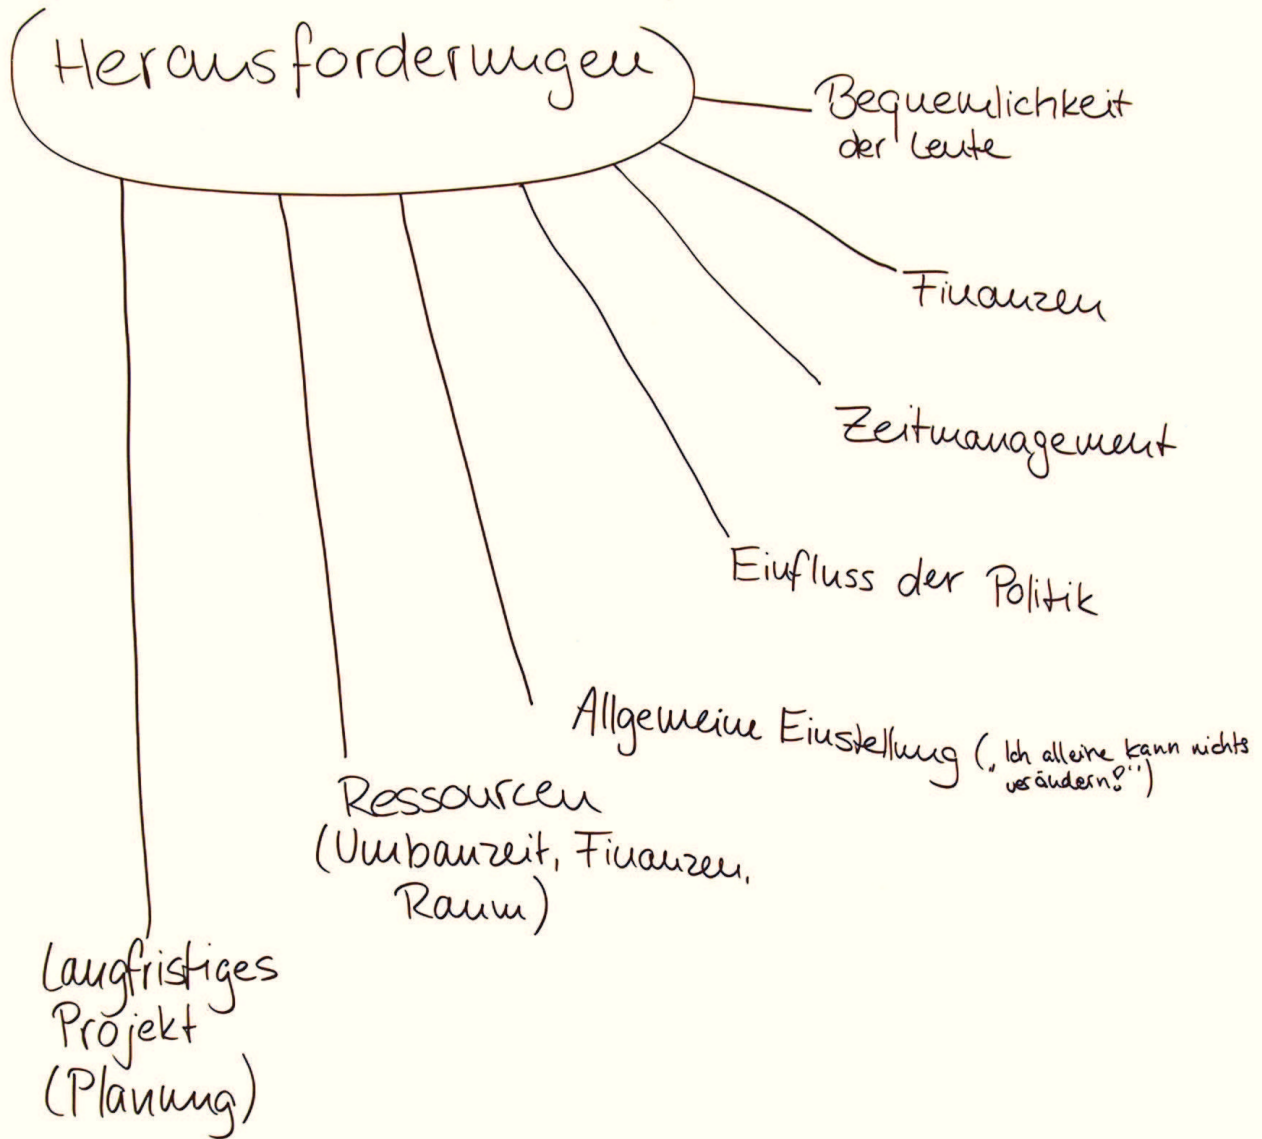 Herausforderungen
Bequemlichkeit
der Leute
Finanzen
Zeitmanagement
Einfluss der Politik
Allgemeine Einstellung („Ich alleine kann nichts
verändern!“)
Ressourcen
(Umbauzeit, Finanzen,
Raum)
Langfristiges
Projekt
(Planung)